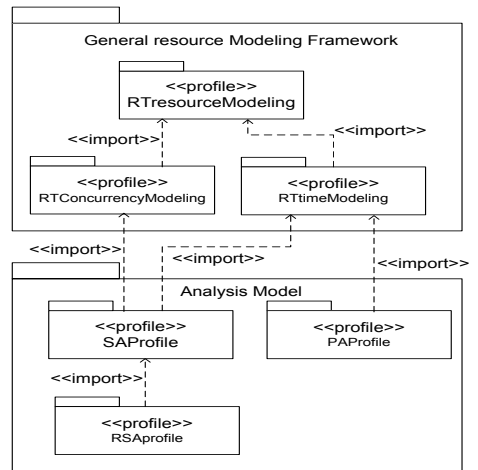 General resource Modeling Framework
<<profile>>
RTresourceModeling
<<import>>
<<import>>
<<profile>>
RTConcurrencyModeling
<<profile>>
RTtimeModeling
<<import>>
<<import>>
<<import>>
Analysis Model
<<profile>>
SAProfile
<<profile>>
PAProfile
<<import>>
<<profile>>
RSAprofile